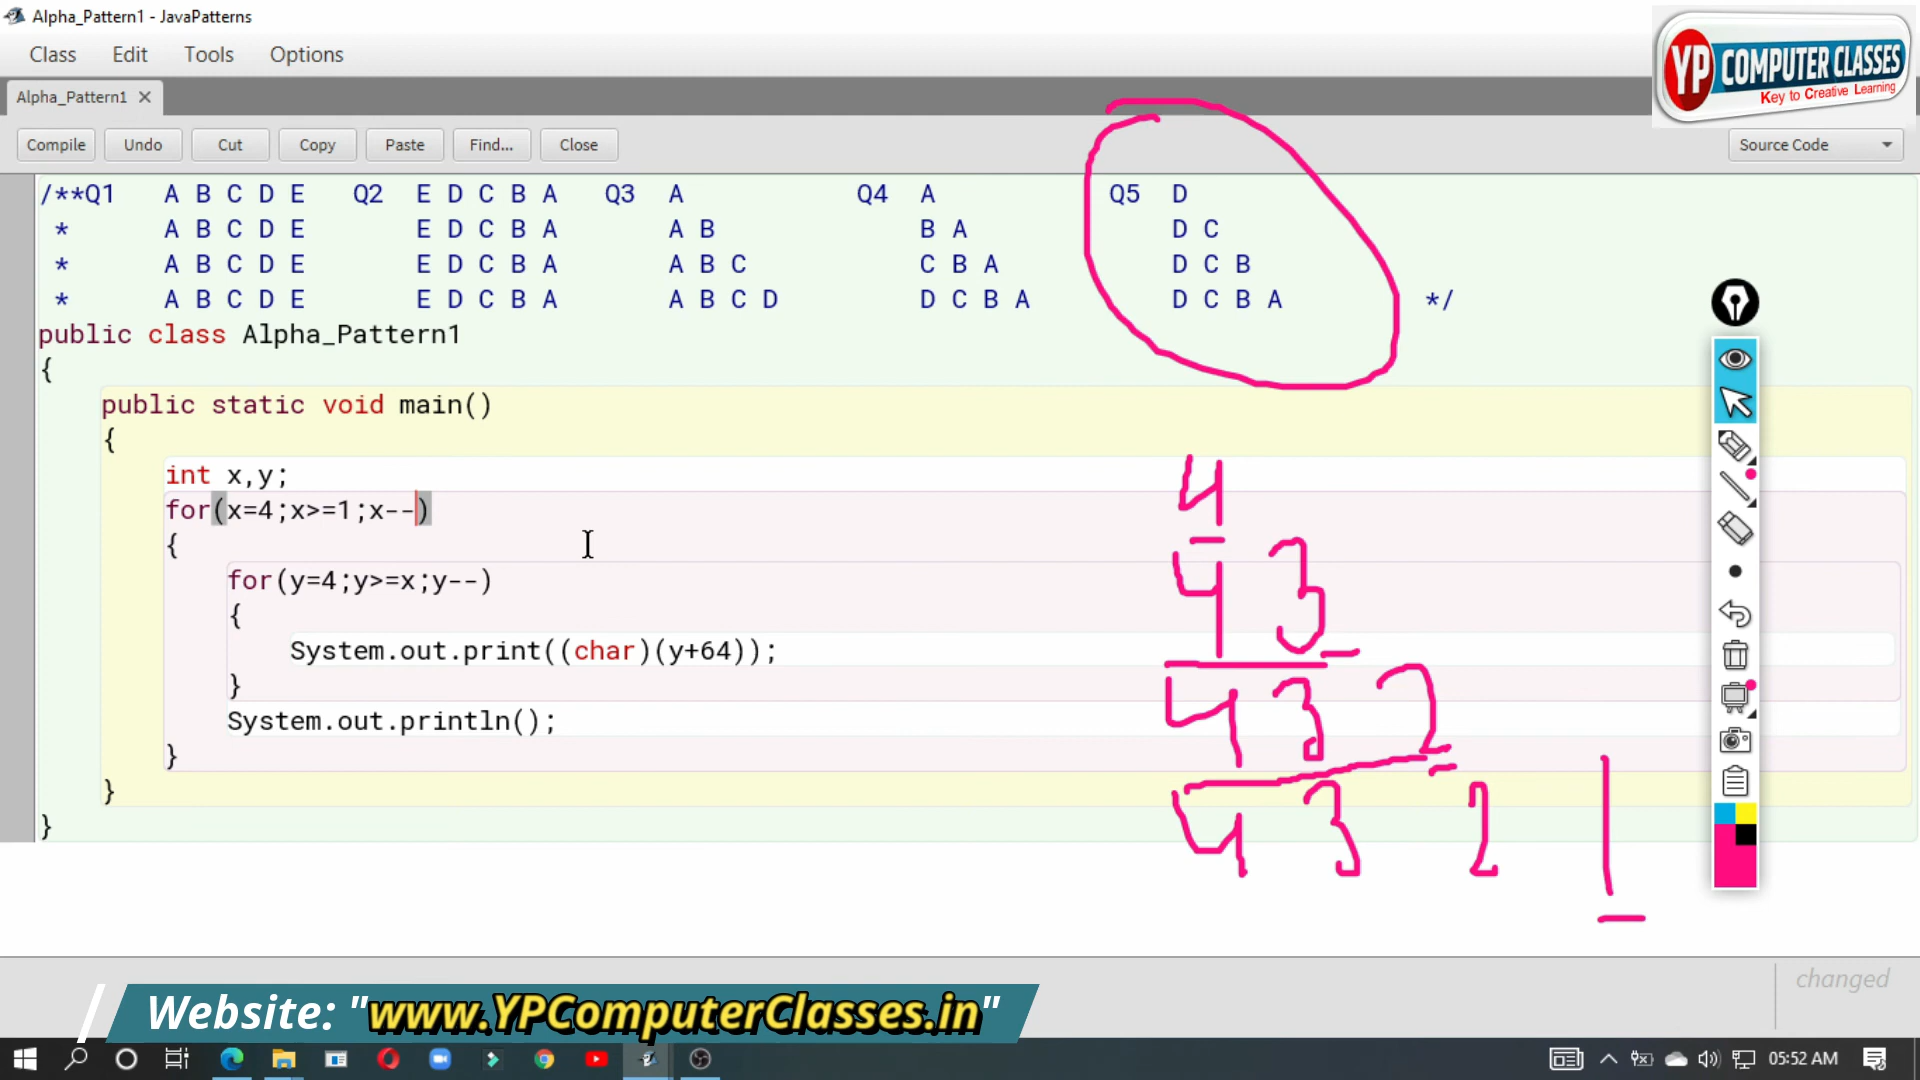 Alpha_Pattern1 - JavaPatterns
Class Edit Tools Options
YP COMPUTER CLASSES
Key to Creative Learning
Alpha_Pattern1 ✕
Compile Undo Cut Copy Paste Find... Close Source Code
/**Q1 A B C D E Q2 E D C B A Q3 A Q4 A Q5 D
* A B C D E E D C B A A B B A D C
* A B C D E E D C B A A B C C B A D C B
* A B C D E E D C B A A B C D D C B A D C B A */
public class Alpha_Pattern1
{
public static void main()
{
int x,y;
for(x=4;x>=1;x--)
{
for(y=4;y>=x;y--)
{
System.out.print((char)(y+64));
}
System.out.println();
}
}
}
4
4 3
4 3 2
4 3 2 1
changed
Website: "www.YPComputerClasses.in"
05:52 AM